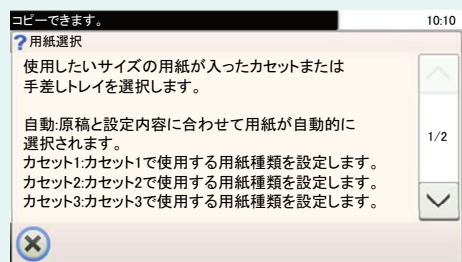 コピーできます。
10:10
?用紙選択
使用したいサイズの用紙が入ったカセットまたは
手差しトレイを選択します。
自動:原稿と設定内容に合わせて用紙が自動的に
選択されます。
カセット1:カセット1で使用する用紙種類を設定します。
カセット2:カセット2で使用する用紙種類を設定します。
カセット3:カセット3で使用する用紙種類を設定します。
1/2